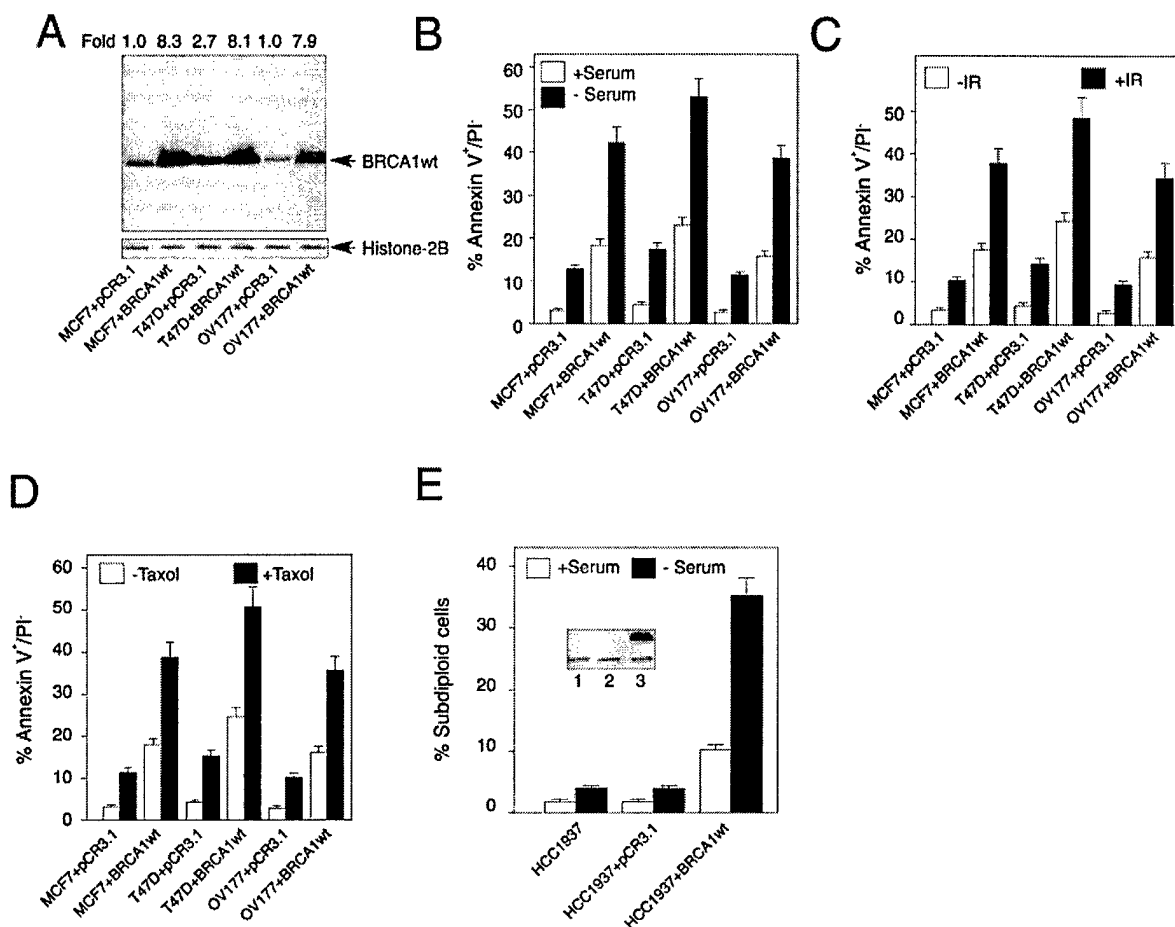 A
Fold 1.0 8.3 2.7 8.1 1.0 7.9
BRCA1wt
Histone-2B
MCF7+pCR3.1
MCF7+BRCA1wt
T47D+pCR3.1
T47D+BRCA1wt
OV177+pCR3.1
OV177+BRCA1wt
B
+Serum
- Serum
% Annexin V+/PI-
60
50
40
30
20
10
0
MCF7+pCR3.1
MCF7+BRCA1wt
T47D+pCR3.1
T47D+BRCA1wt
OV177+pCR3.1
OV177+BRCA1wt
C
-IR
+IR
% Annexin V+/PI-
50
40
30
20
10
0
MCF7+pCR3.1
MCF7+BRCA1wt
T47D+pCR3.1
T47D+BRCA1wt
OV177+pCR3.1
OV177+BRCA1wt
D
-Taxol
+Taxol
% Annexin V+/PI-
60
50
40
30
20
10
0
MCF7+pCR3.1
MCF7+BRCA1wt
T47D+pCR3.1
T47D+BRCA1wt
OV177+pCR3.1
OV177+BRCA1wt
E
+Serum
- Serum
% Subdiploid cells
40
30
20
10
0
1 2 3
HCC1937
HCC1937+pCR3.1
HCC1937+BRCA1wt